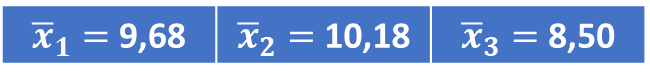 x̅₁ = 9,68 x̅₂ = 10,18 x̅₃ = 8,50